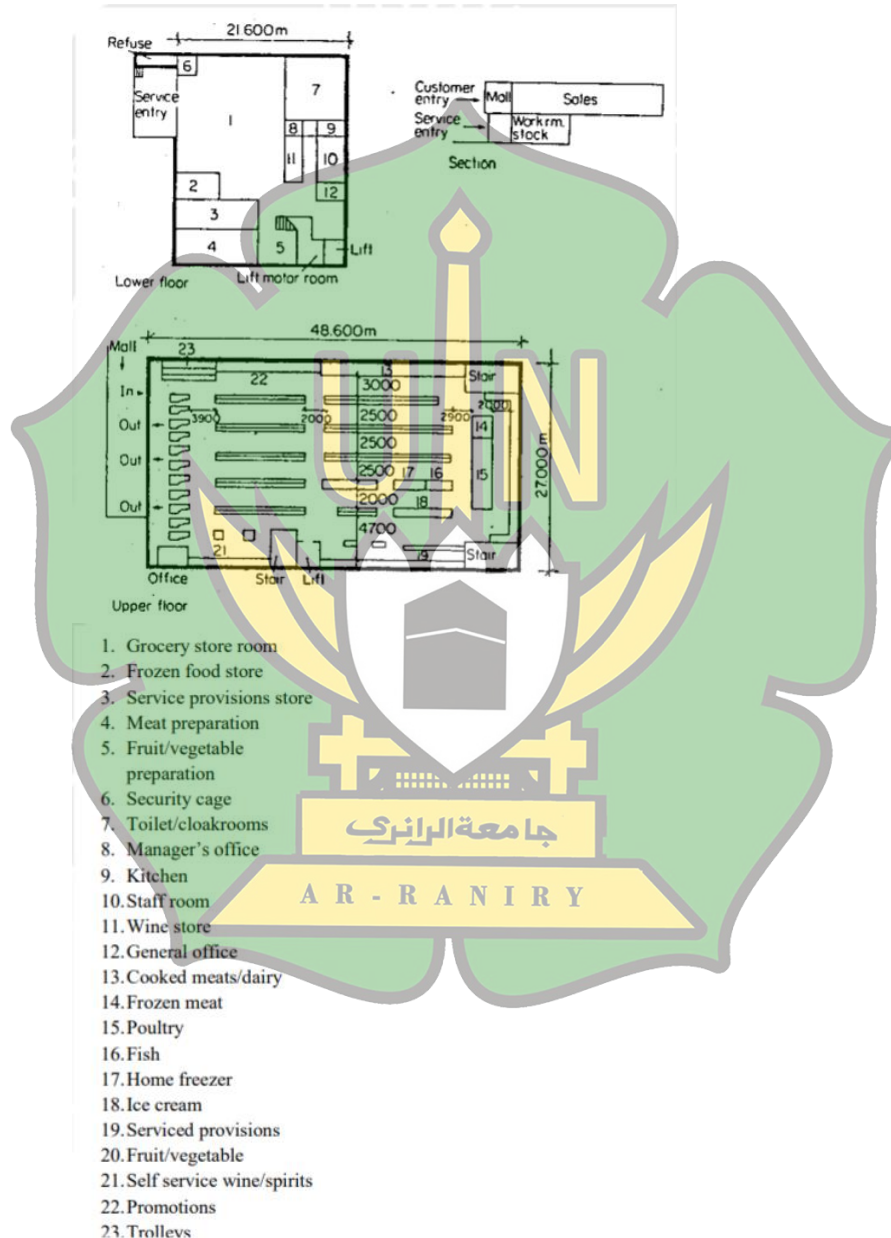 21.600m
Refuse
6
7
Service
entry
1
8
9
11
10
2
12
3
4
5
Lift
Lower floor
Lift motor room
Customer
entry
Mall
Sales
Service
entry
Workrm.
stock
Section
48.600m
Mall
23
22
13
Stair
In
3000
3900
2000
2500
2900
2000
Out
14
2500
Out
2500
17
16
15
27.000m
2000
18
Out
4700
21
19
Stair
Office
Stair
Lift
Upper floor
UIN
1. Grocery store room
2. Frozen food store
3. Service provisions store
4. Meat preparation
5. Fruit/vegetable
preparation
6. Security cage
7. Toilet/cloakrooms
8. Manager's office
9. Kitchen
10. Staff room
11. Wine store
12. General office
13. Cooked meats/dairy
14. Frozen meat
15. Poultry
16. Fish
17. Home freezer
18. Ice cream
19. Serviced provisions
20. Fruit/vegetable
21. Self service wine/spirits
22. Promotions
23. Trolleys
جامعة الرانري
AR-RANIRY